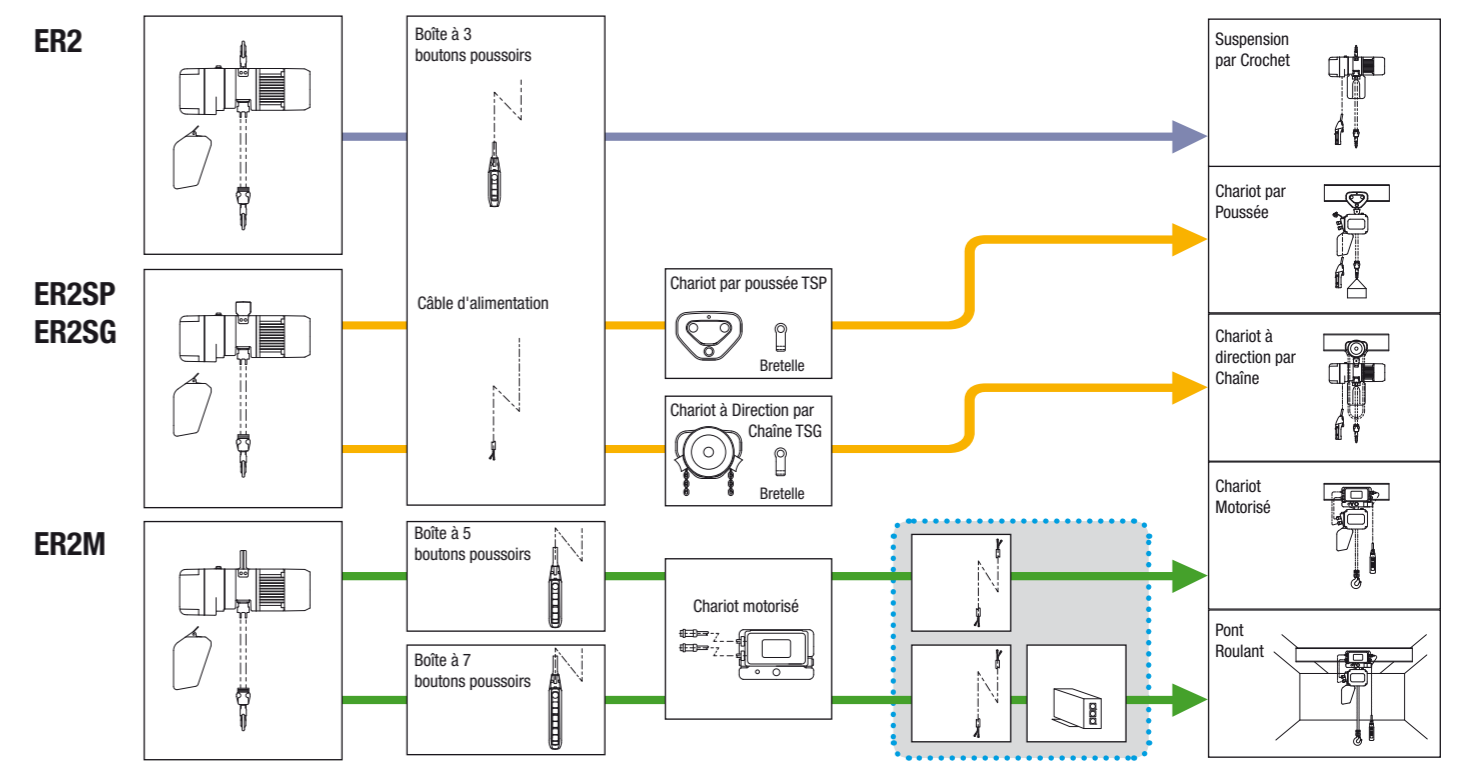 ER2
Boîte à 3
boutons poussoirs
Suspension
par Crochet
Chariot par
Poussée
ER2SP
ER2SG
Câble d'alimentation
Chariot par poussée TSP
Bretelle
Chariot à
direction par
Chaîne
Chariot à Direction par
Chaîne TSG
Bretelle
Chariot
Motorisé
ER2M
Boîte à 5
boutons poussoirs
Chariot motorisé
Boîte à 7
boutons poussoirs
Pont
Roulant